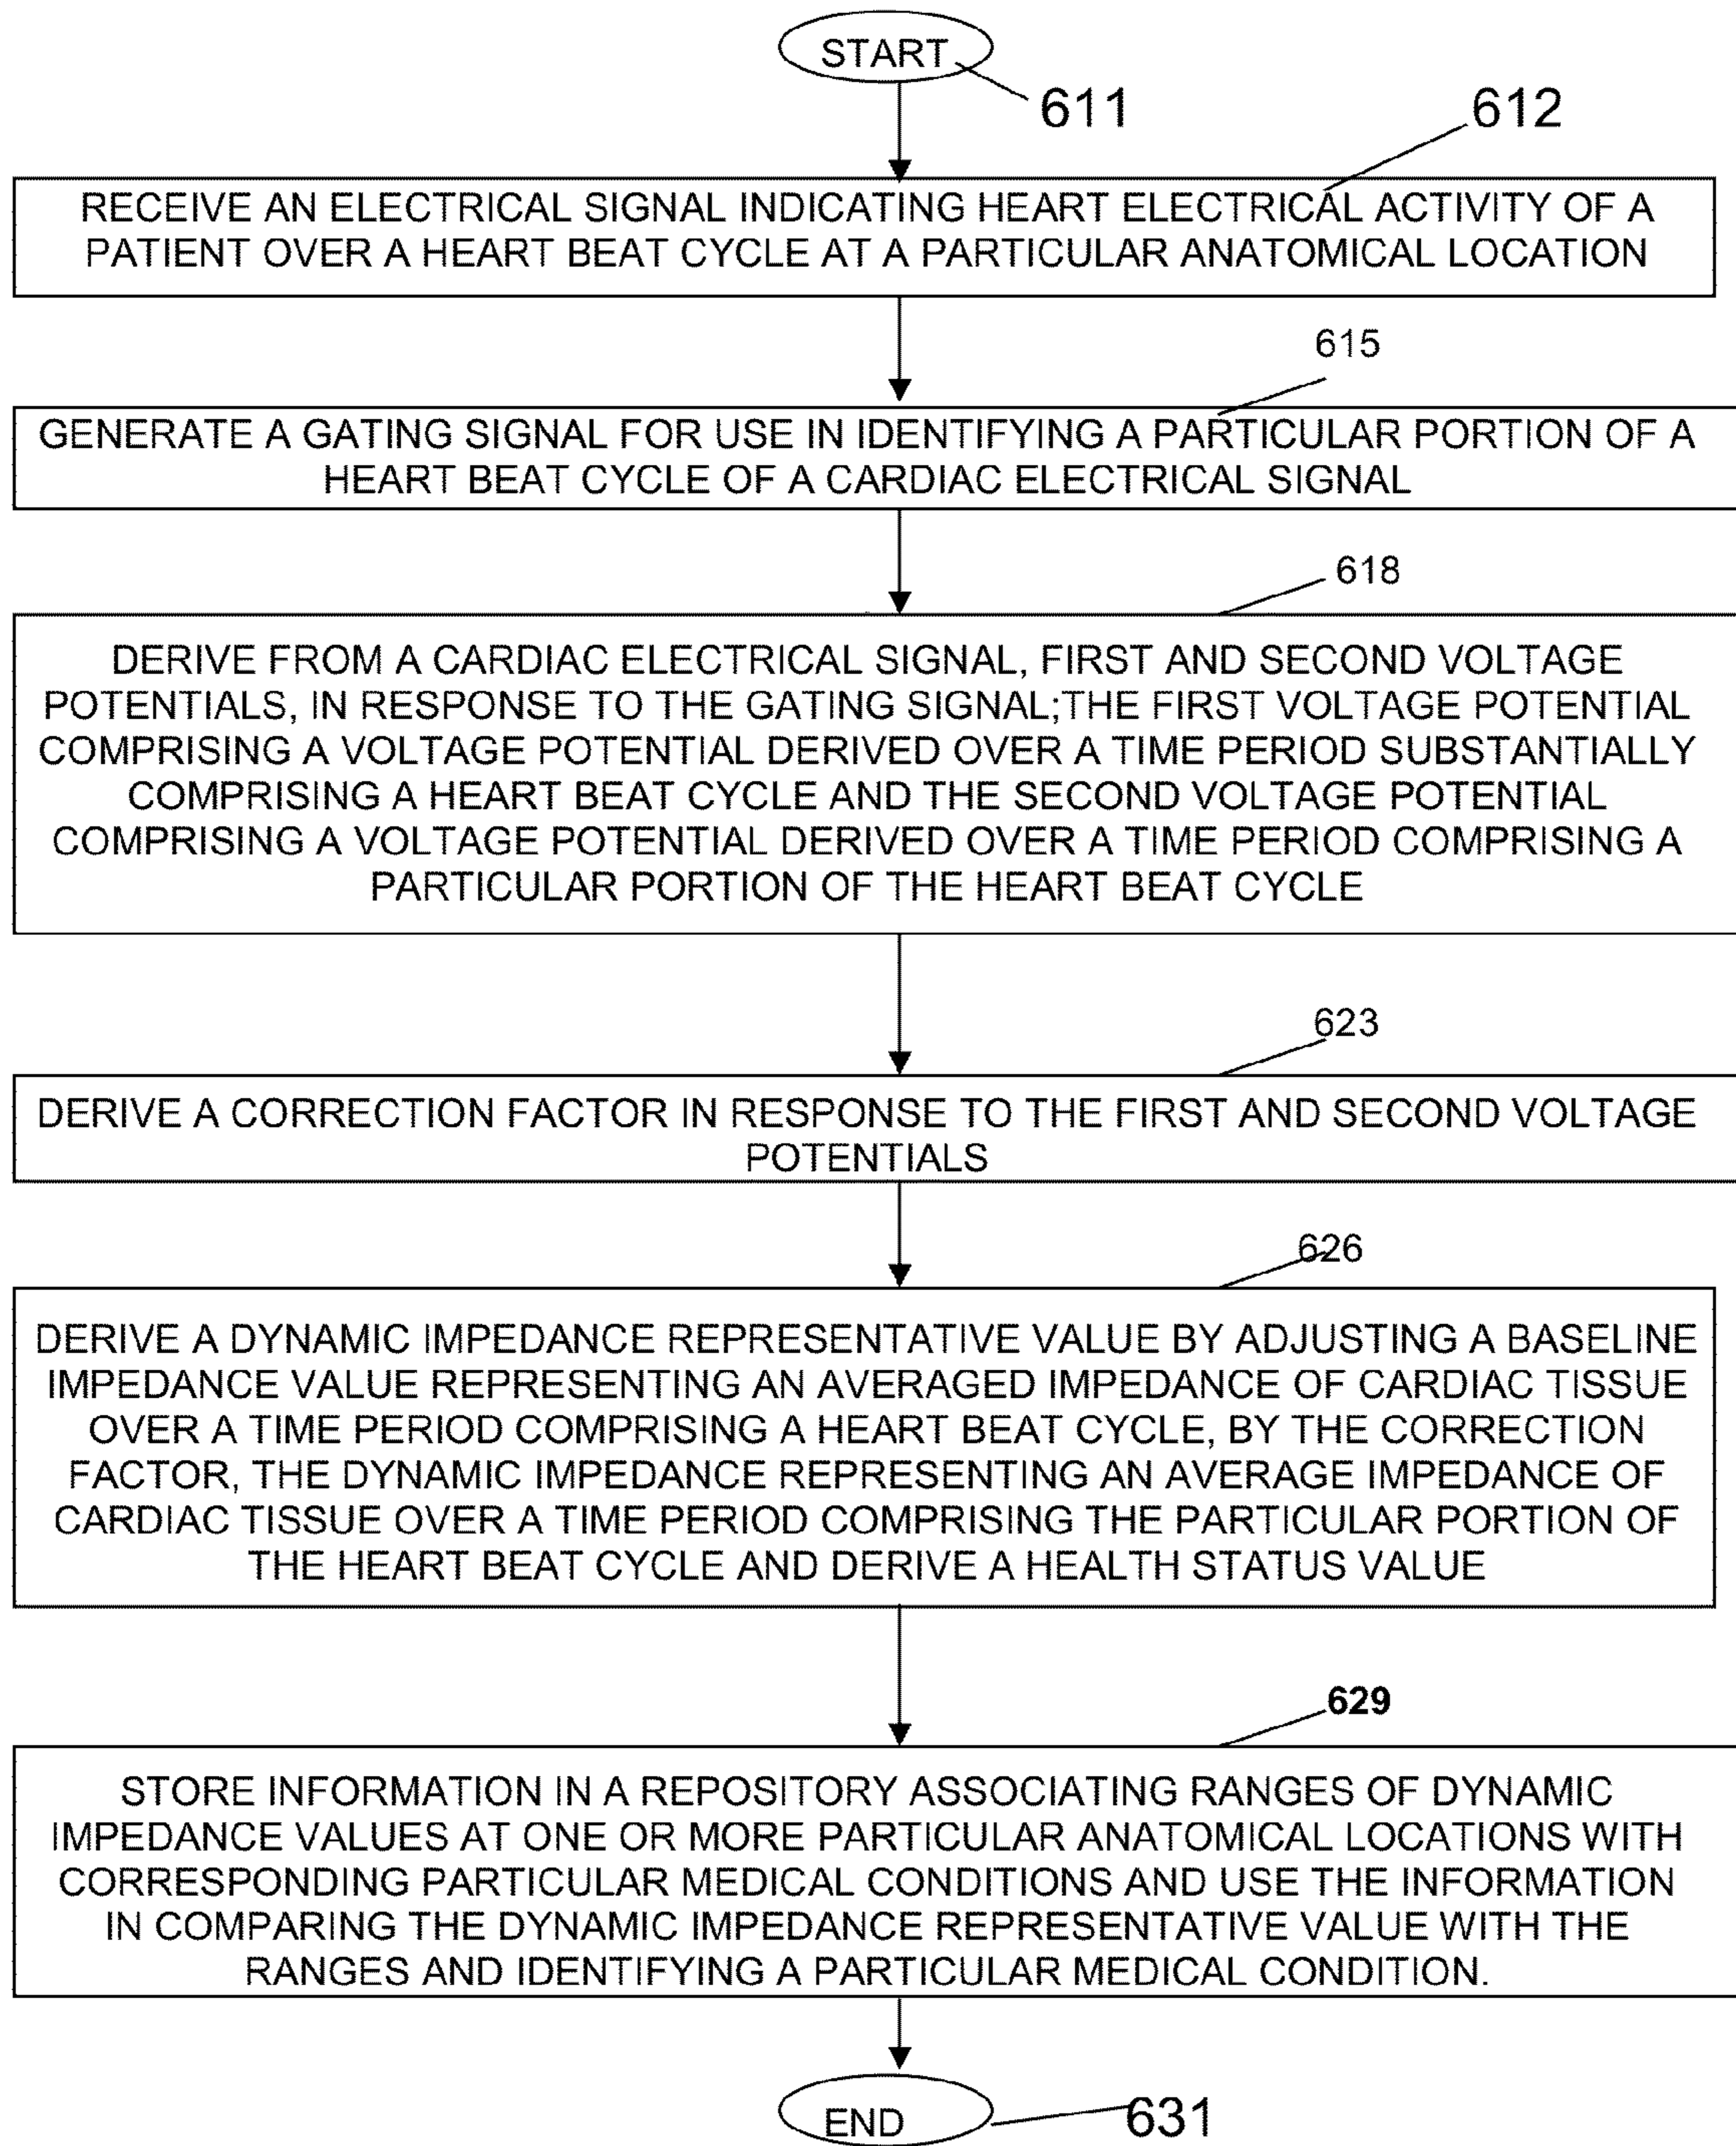 START
611
612
RECEIVE AN ELECTRICAL SIGNAL INDICATING HEART ELECTRICAL ACTIVITY OF A
PATIENT OVER A HEART BEAT CYCLE AT A PARTICULAR ANATOMICAL LOCATION
615
GENERATE A GATING SIGNAL FOR USE IN IDENTIFYING A PARTICULAR PORTION OF A
HEART BEAT CYCLE OF A CARDIAC ELECTRICAL SIGNAL
618
DERIVE FROM A CARDIAC ELECTRICAL SIGNAL, FIRST AND SECOND VOLTAGE
POTENTIALS, IN RESPONSE TO THE GATING SIGNAL;THE FIRST VOLTAGE POTENTIAL
COMPRISING A VOLTAGE POTENTIAL DERIVED OVER A TIME PERIOD SUBSTANTIALLY
COMPRISING A HEART BEAT CYCLE AND THE SECOND VOLTAGE POTENTIAL
COMPRISING A VOLTAGE POTENTIAL DERIVED OVER A TIME PERIOD COMPRISING A
PARTICULAR PORTION OF THE HEART BEAT CYCLE
623
DERIVE A CORRECTION FACTOR IN RESPONSE TO THE FIRST AND SECOND VOLTAGE
POTENTIALS
626
DERIVE A DYNAMIC IMPEDANCE REPRESENTATIVE VALUE BY ADJUSTING A BASELINE
IMPEDANCE VALUE REPRESENTING AN AVERAGED IMPEDANCE OF CARDIAC TISSUE
OVER A TIME PERIOD COMPRISING A HEART BEAT CYCLE, BY THE CORRECTION
FACTOR, THE DYNAMIC IMPEDANCE REPRESENTING AN AVERAGE IMPEDANCE OF
CARDIAC TISSUE OVER A TIME PERIOD COMPRISING THE PARTICULAR PORTION OF
THE HEART BEAT CYCLE AND DERIVE A HEALTH STATUS VALUE
629
STORE INFORMATION IN A REPOSITORY ASSOCIATING RANGES OF DYNAMIC
IMPEDANCE VALUES AT ONE OR MORE PARTICULAR ANATOMICAL LOCATIONS WITH
CORRESPONDING PARTICULAR MEDICAL CONDITIONS AND USE THE INFORMATION
IN COMPARING THE DYNAMIC IMPEDANCE REPRESENTATIVE VALUE WITH THE
RANGES AND IDENTIFYING A PARTICULAR MEDICAL CONDITION.
END
631